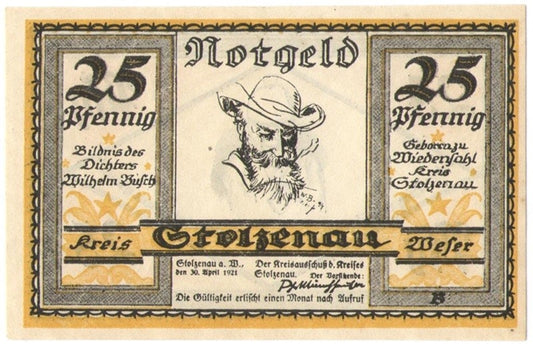 Notgeld
25
Pfennig
Bildnis des
Dichters
Wilhelm Busch
25
Pfennig
Geboren zu
Wiedensahl
Kreis
Stolzenau
W.B.
Kreis Stolzenau Weser
Stolzenau a. W.,
den 30. April 1921
Der Kreisausschuß d. Kreises
Stolzenau. Der Vorsitzende:
Die Gültigkeit erlischt einen Monat nach Aufruf
B